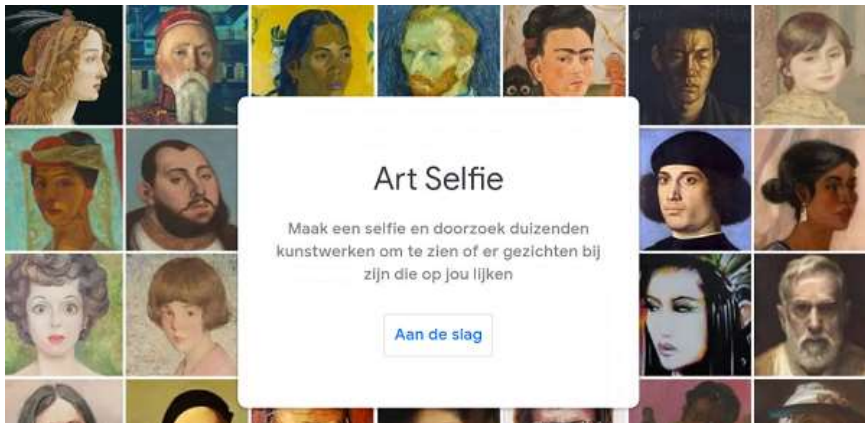 Art Selfie
Maak een selfie en doorzoek duizenden
kunstwerken om te zien of er gezichten bij
zijn die op jou lijken
Aan de slag